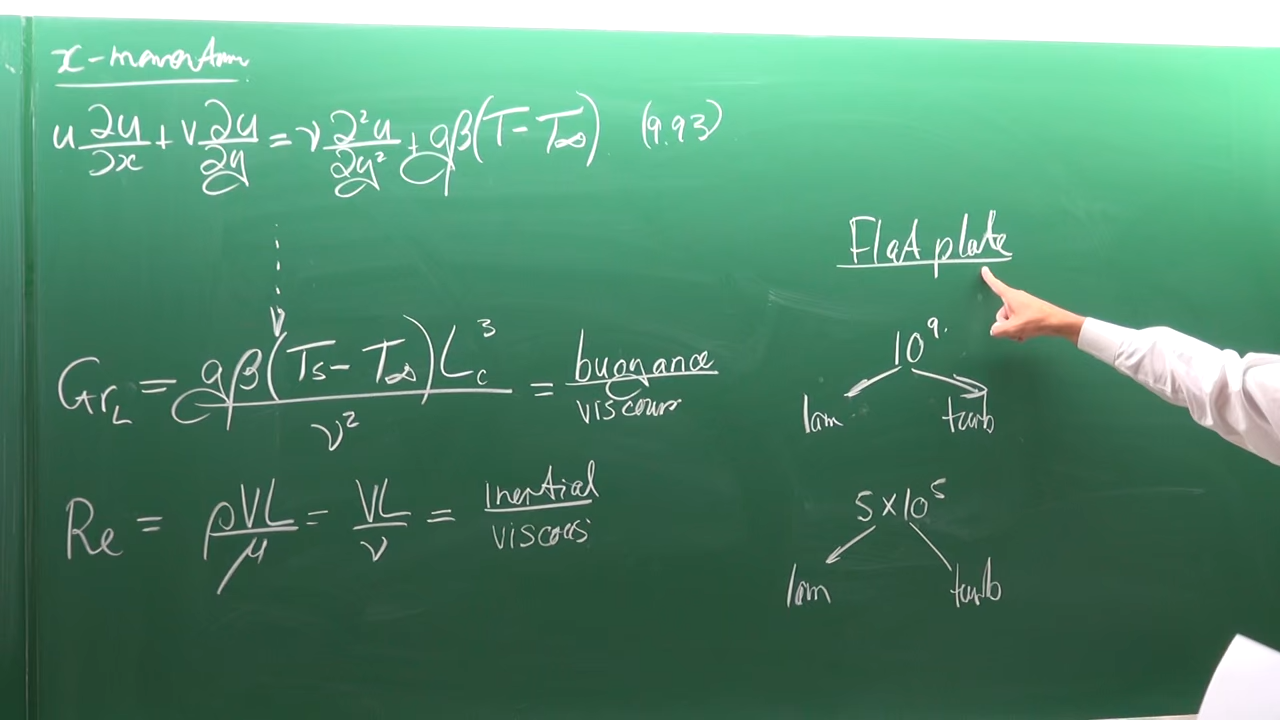 x-momentum
u ∂u/∂x + v ∂u/∂y = ν ∂²u/∂y² + gβ(T - T∞) (9.93)
Gr_L = gβ(Ts - T∞)L_c³/ν² = buoyance/viscous
Re = ρVL/μ = VL/ν = inertial/viscous
Flat plate
10⁹
lam turb
5×10⁵
lam turb